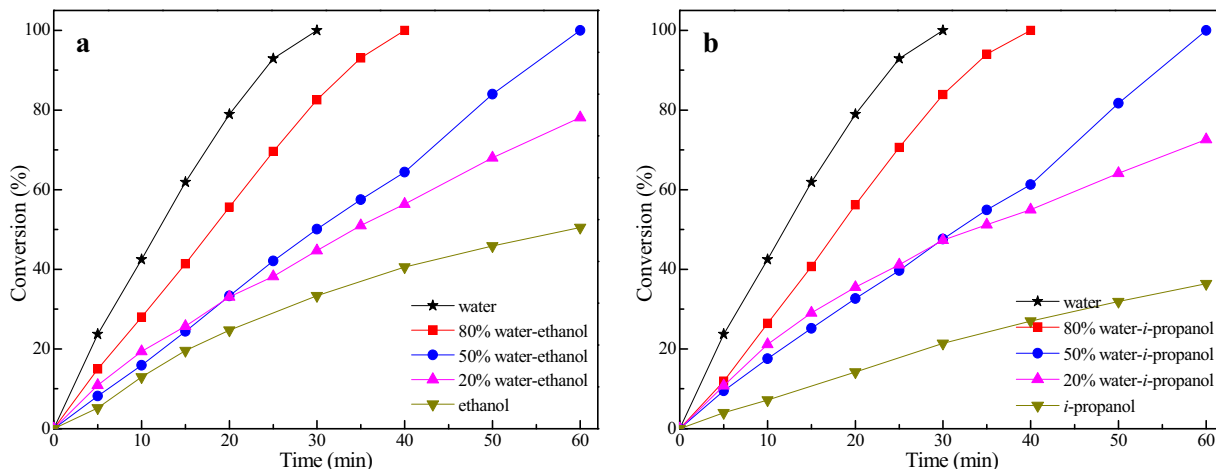 a
100
80
60
40
20
0
Conversion (%)
0 10 20 30 40 50 60
Time (min)
water
80% water-ethanol
50% water-ethanol
20% water-ethanol
ethanol
b
100
80
60
40
20
0
Conversion (%)
0 10 20 30 40 50 60
Time (min)
water
80% water-i-propanol
50% water-i-propanol
20% water-i-propanol
i-propanol